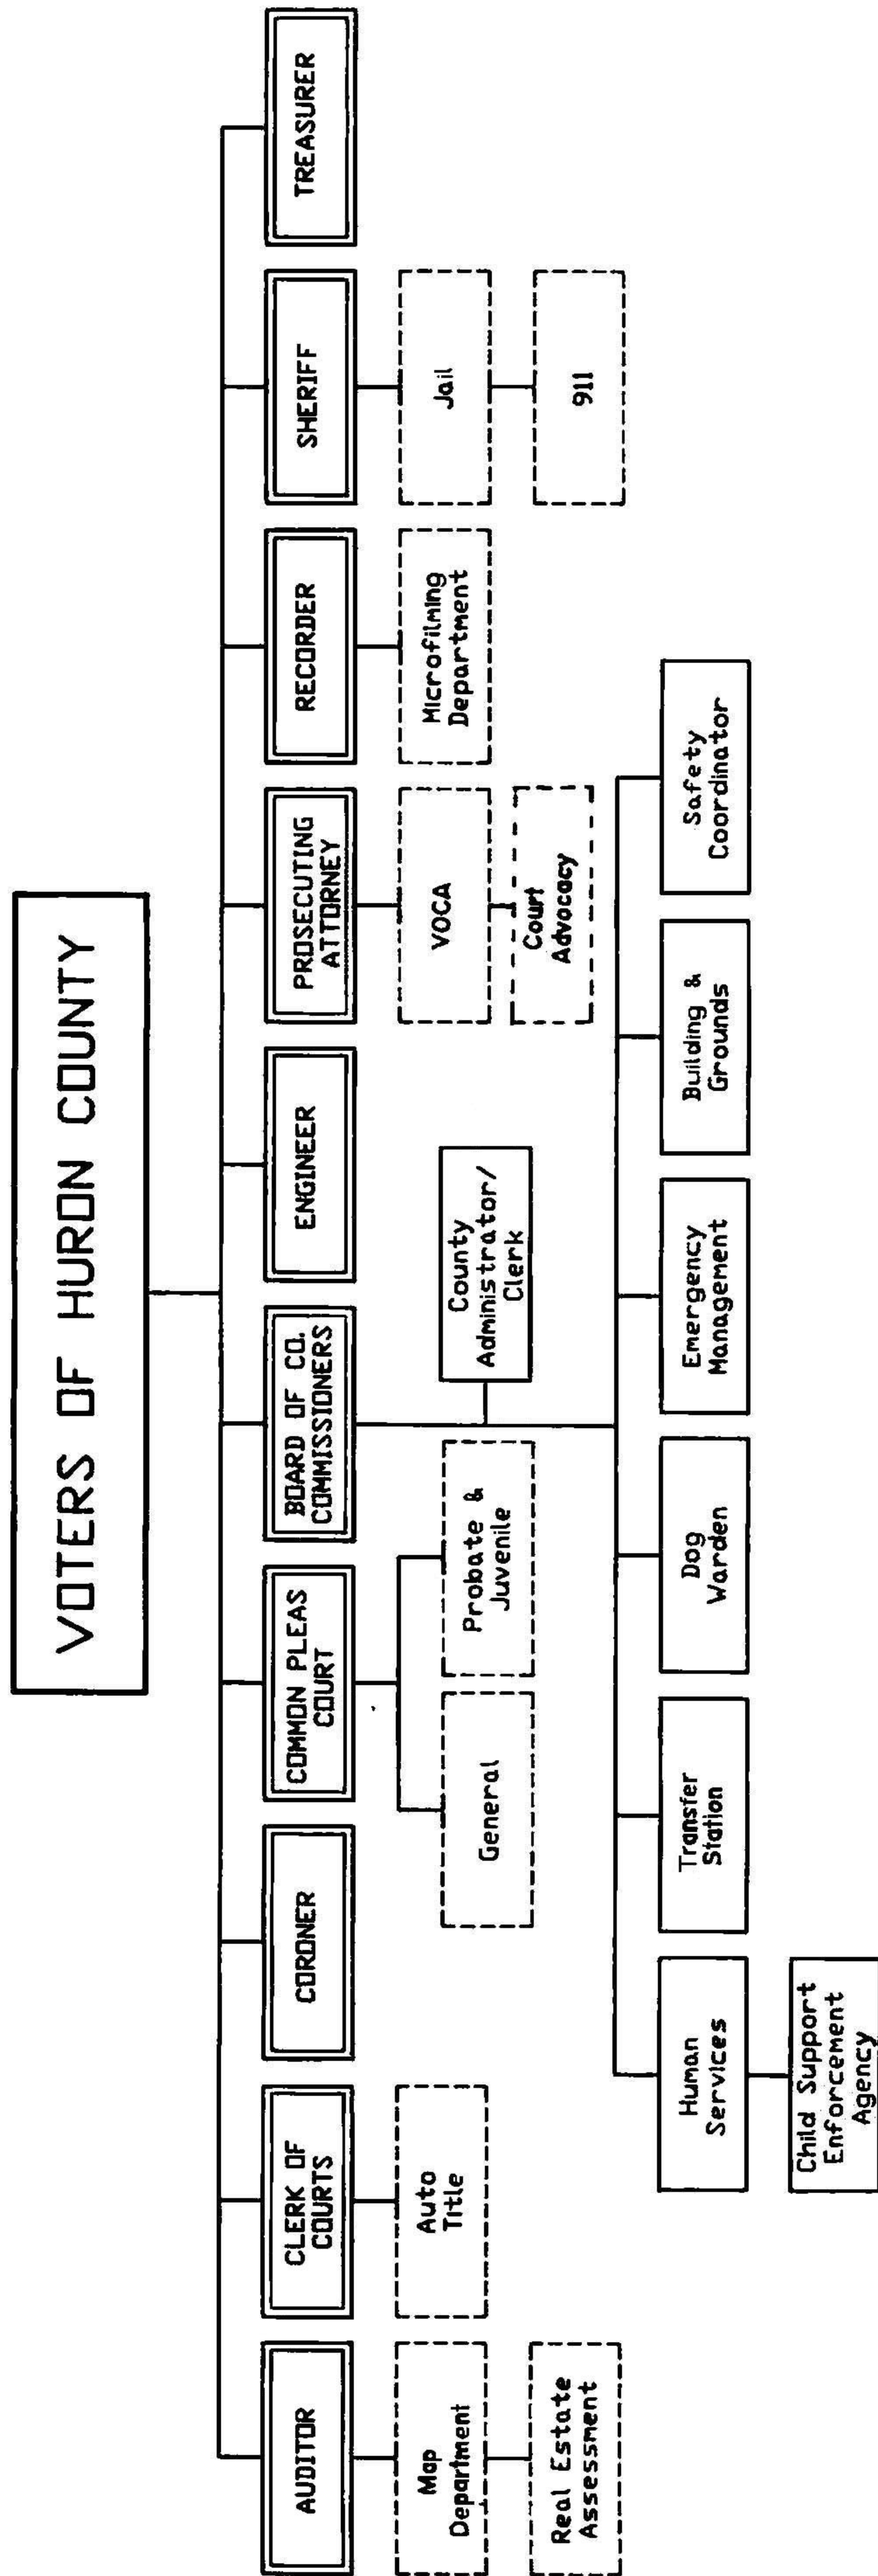 VOTERS OF HURON COUNTY
AUDITOR
CLERK OF
COURTS
CORONER
COMMON PLEAS
COURT
BOARD OF CO.
COMMISSIONERS
ENGINEER
PROSECUTING
ATTORNEY
RECORDER
SHERIFF
TREASURER
Map
Department
Auto
Title
General
Probate &
Juvenile
County
Administrator/
Clerk
VOCA
Microfilming
Department
Jail
Real Estate
Assessment
Court
Advocacy
911
Human
Services
Transfer
Station
Dog
Warden
Emergency
Management
Building &
Grounds
Safety
Coordinator
Child Support
Enforcement
Agency